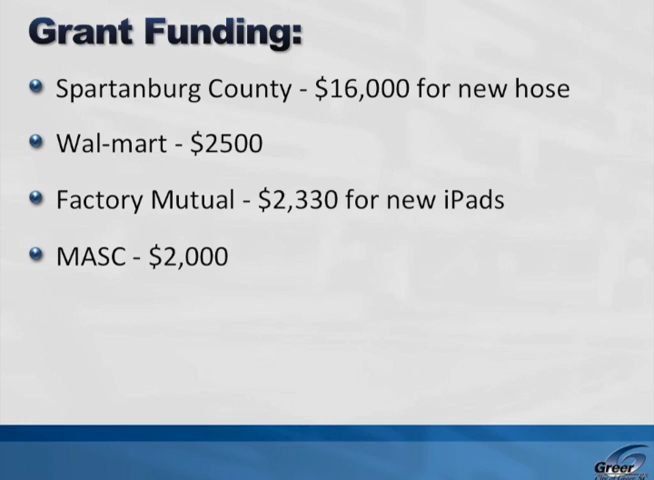 Grant Funding:
Spartanburg County - $16,000 for new hose
Wal-mart - $2500
Factory Mutual - $2,330 for new iPads
MASC - $2,000
Greer